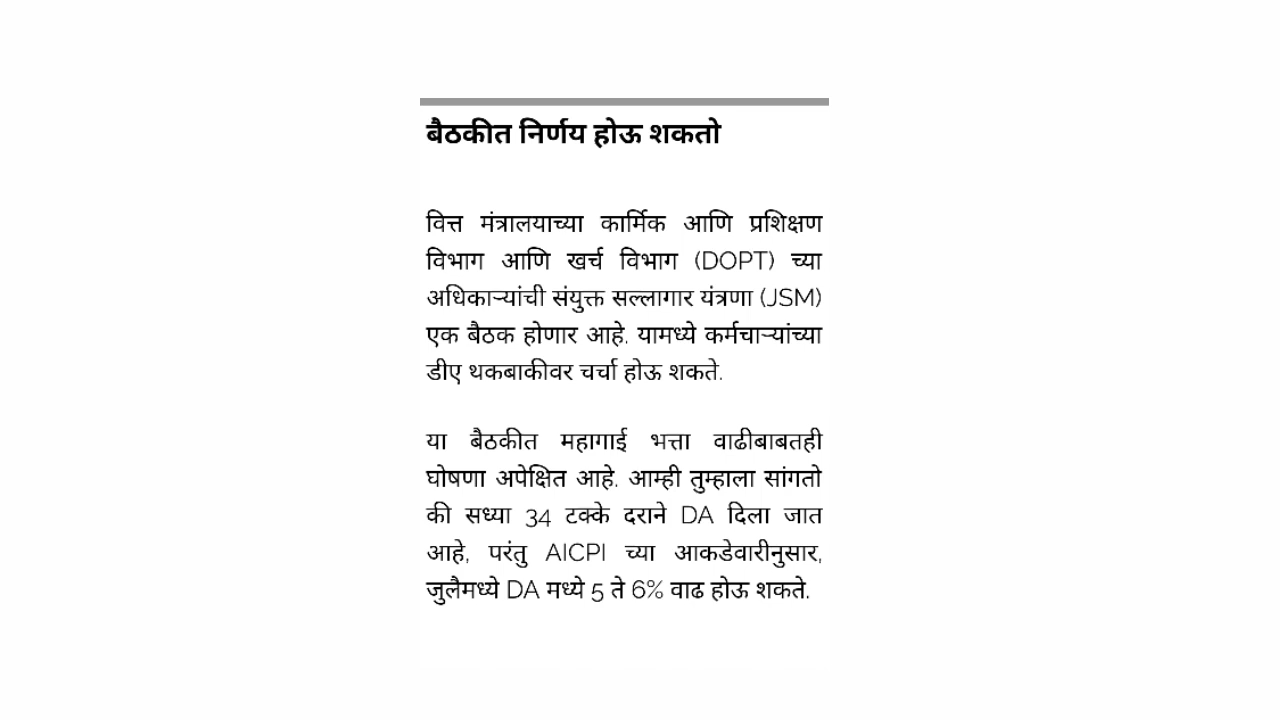 बैठकीत निर्णय होऊ शकतो
वित्त मंत्रालयाच्या कार्मिक आणि प्रशिक्षण
विभाग आणि खर्च विभाग (DOPT) च्या
अधिकाऱ्यांची संयुक्त सल्लागार यंत्रणा (JSM)
एक बैठक होणार आहे. यामध्ये कर्मचाऱ्यांच्या
डीए थकबाकीवर चर्चा होऊ शकते.
या बैठकीत महागाई भत्ता वाढीबाबतही
घोषणा अपेक्षित आहे. आम्ही तुम्हाला सांगतो
की सध्या 34 टक्के दराने DA दिला जात
आहे, परंतु AICPI च्या आकडेवारीनुसार,
जुलैमध्ये DA मध्ये 5 ते 6% वाढ होऊ शकते.